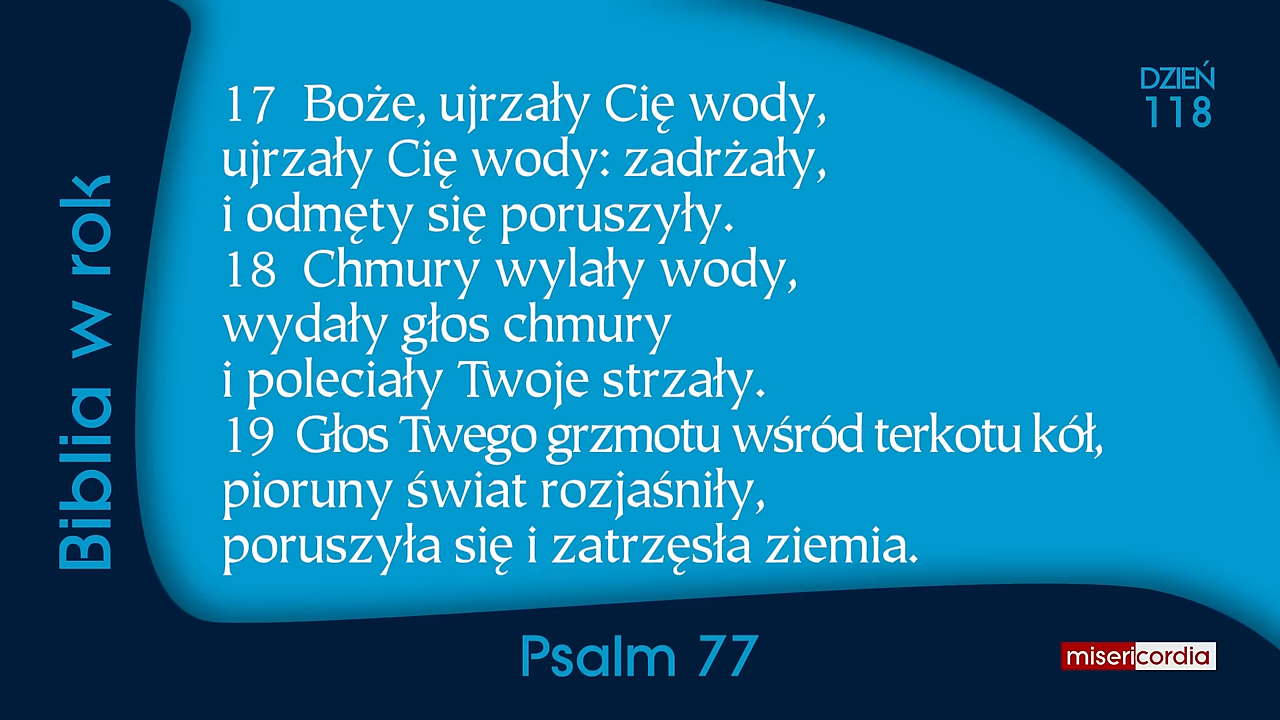 DZIEŃ
118
17 Boże, ujrzały Cię wody,
ujrzały Cię wody: zadrżały,
i odmęty się poruszyły.
18 Chmury wylały wody,
wydały głos chmury
i poleciały Twoje strzały.
19 Głos Twego grzmotu wśród terkotu kół,
pioruny świat rozjaśniły,
poruszyła się i zatrzęsła ziemia.
Biblia w rok
Psalm 77
misericordia